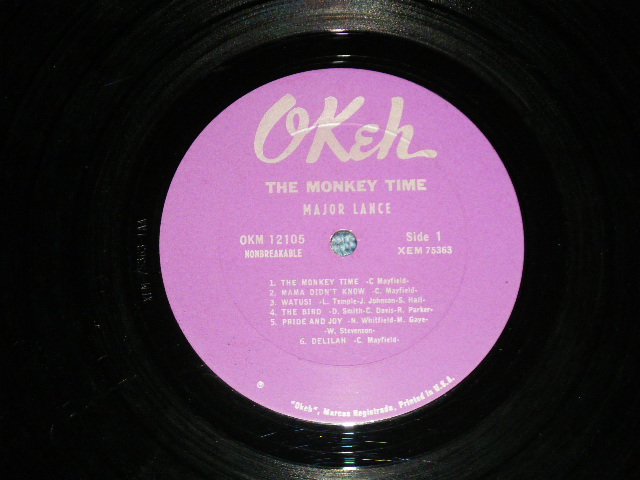 OKeh
THE MONKEY TIME
MAJOR LANCE
OKM 12105
NONBREAKABLE
Side 1
XEM 75363
1. THE MONKEY TIME -C Mayfield-
2. MAMA DIDN'T KNOW -C. Mayfield-
3. WATUSI -L. Temple-J. Johnson-S. Hall-
4. THE BIRD -D. Smith-C. Davis-R. Parker-
5. PRIDE AND JOY -N. Whitfield-M. Gaye-
-W. Stevenson-
6. DELILAH -C. Mayfield-
℗
"Okeh", Marcas Registrada, Printed in U.S.A.